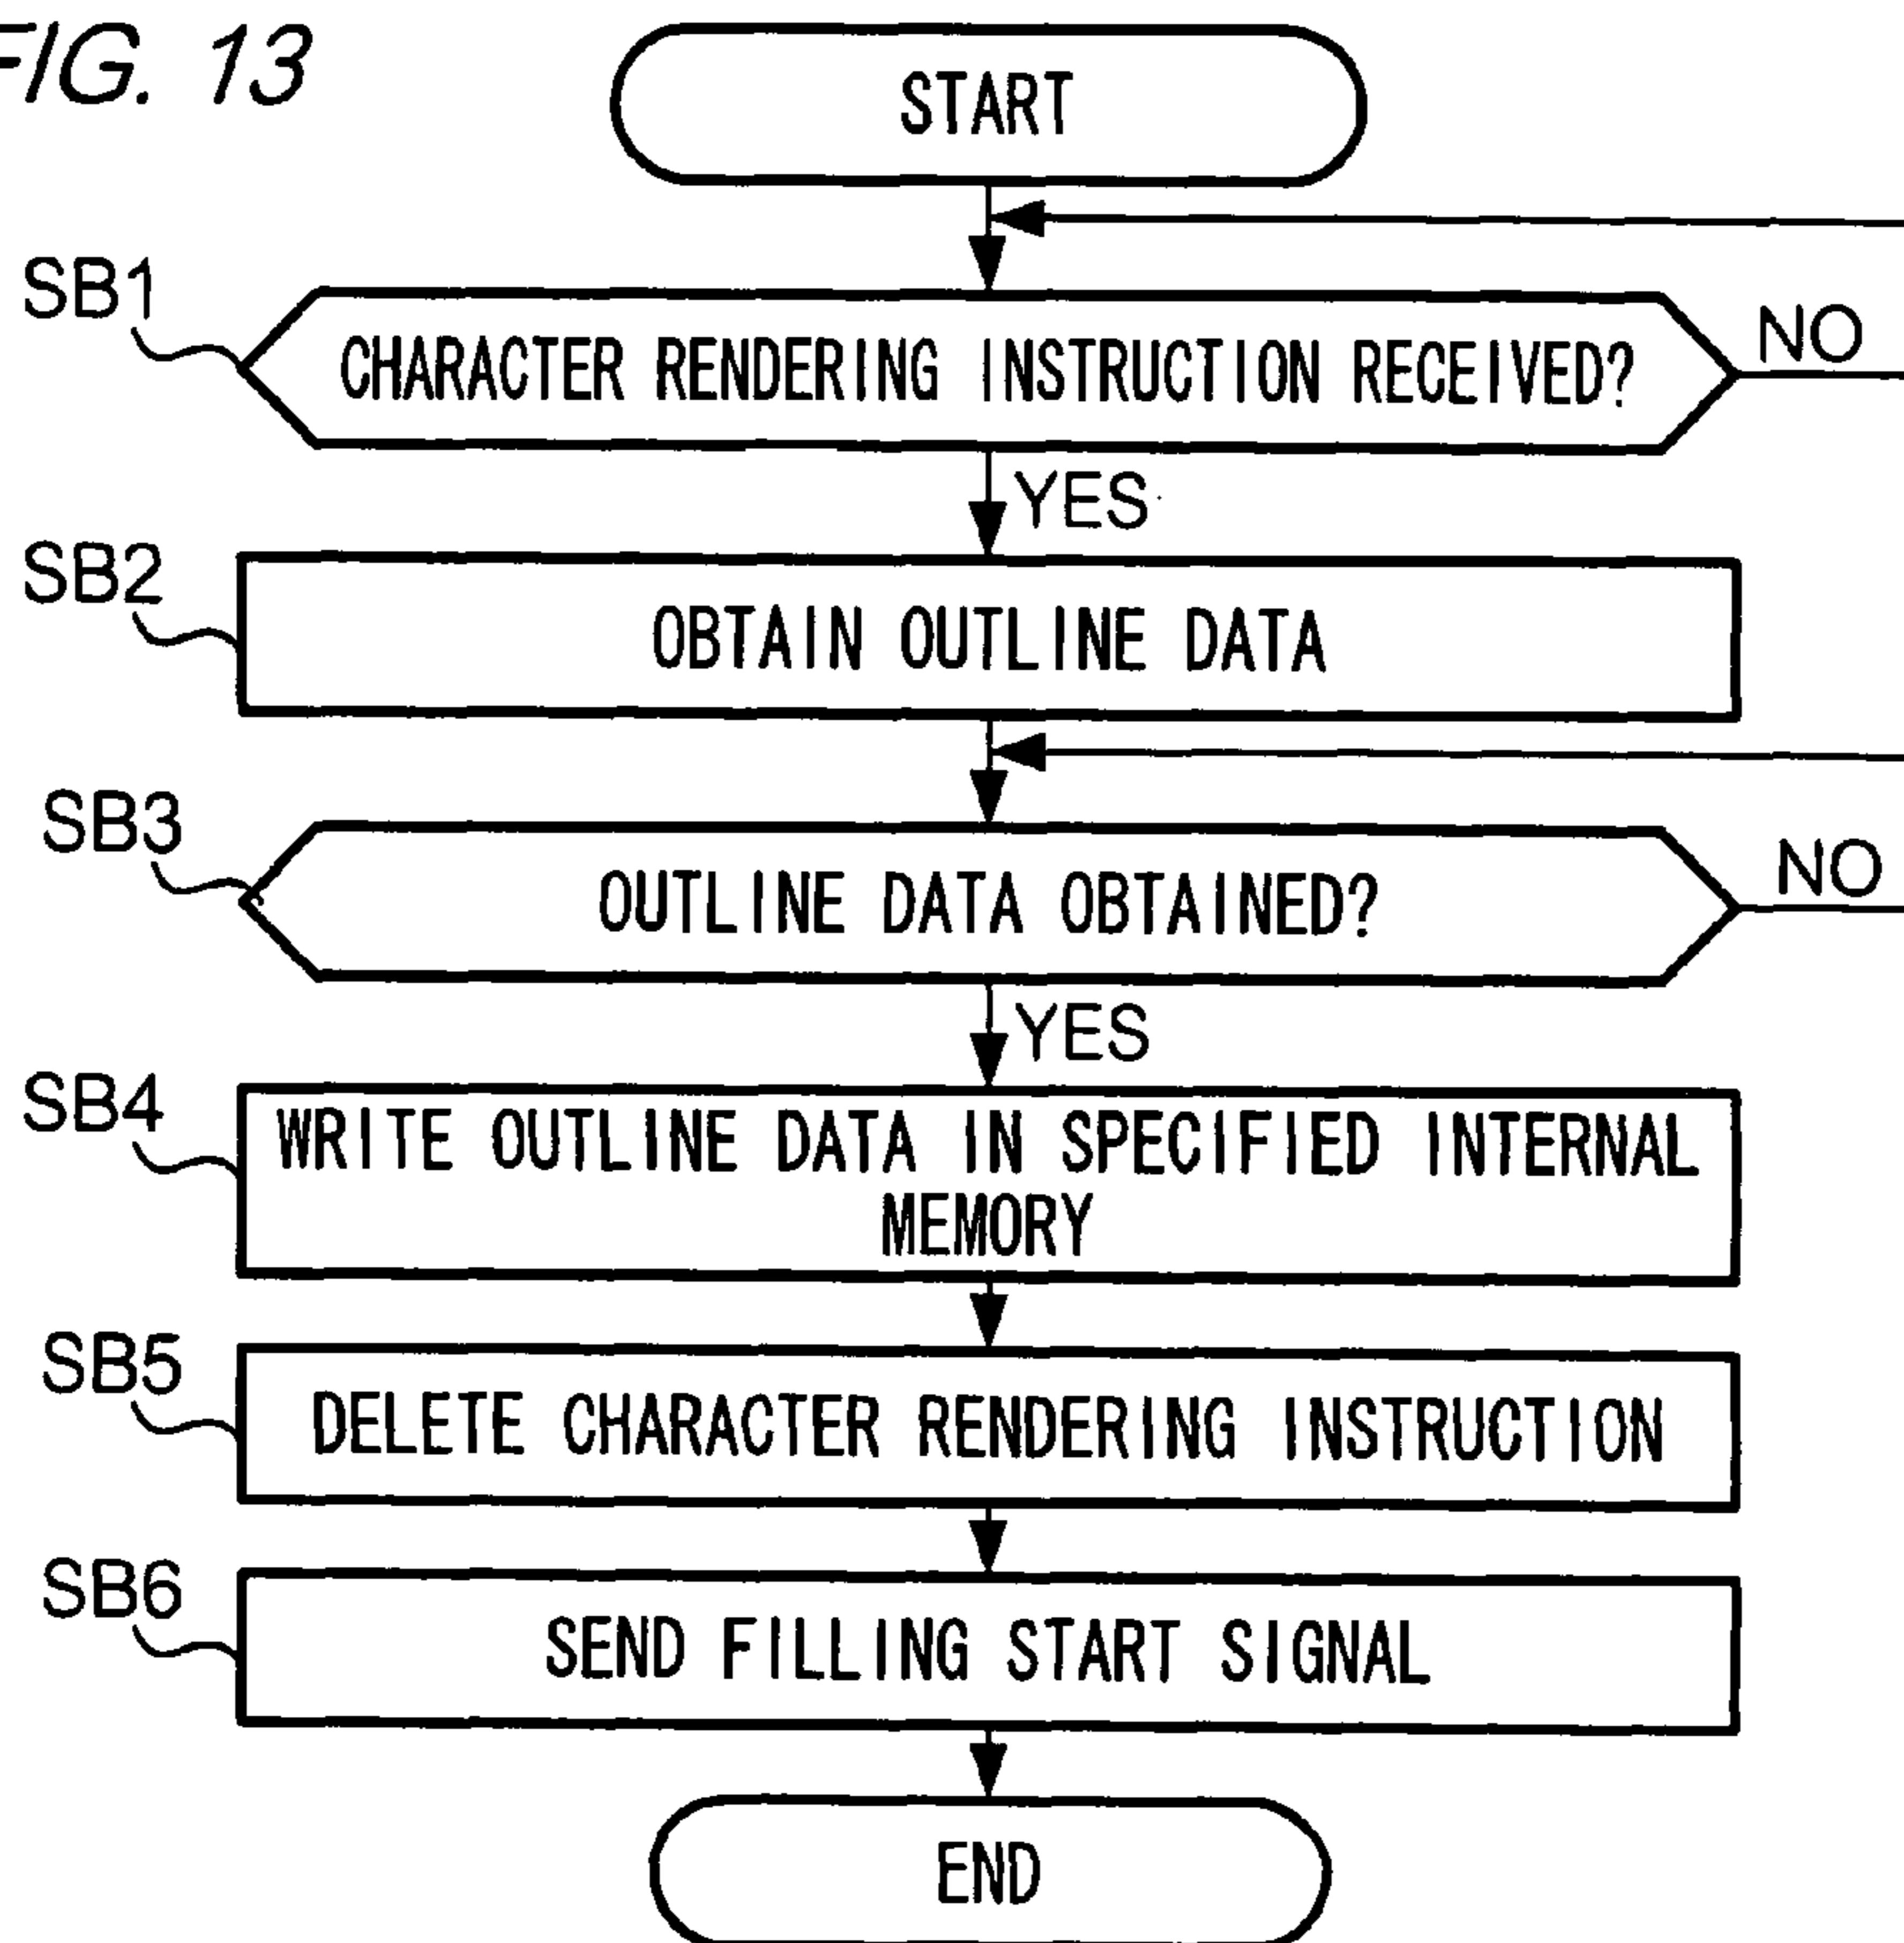 FIG. 13
START
SB1
CHARACTER RENDERING INSTRUCTION RECEIVED?
NO
YES
SB2
OBTAIN OUTLINE DATA
SB3
OUTLINE DATA OBTAINED?
NO
YES
SB4
WRITE OUTLINE DATA IN SPECIFIED INTERNAL
MEMORY
SB5
DELETE CHARACTER RENDERING INSTRUCTION
SB6
SEND FILLING START SIGNAL
END